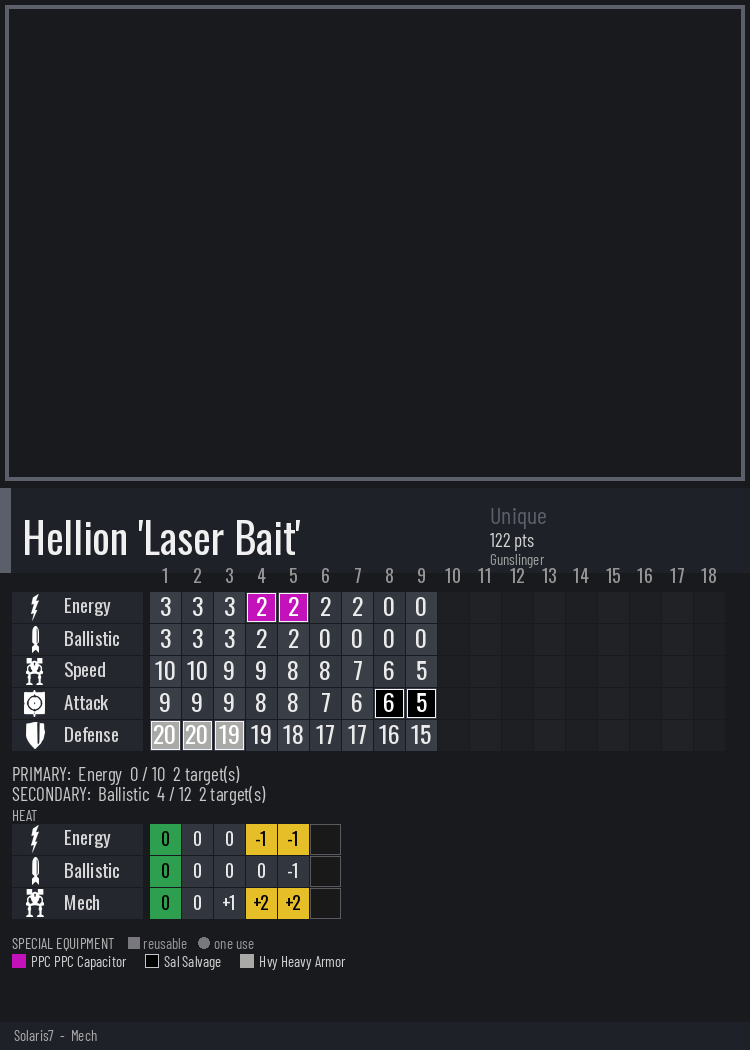 Hellion 'Laser Bait'
Unique
122 pts
Gunslinger
1 2 3 4 5 6 7 8 9 10 11 12 13 14 15 16 17 18
Energy 3 3 3 2 2 2 2 0 0
Ballistic 3 3 3 2 2 0 0 0 0
Speed 10 10 9 9 8 8 7 6 5
Attack 9 9 9 8 8 7 6 6 5
Defense 20 20 19 19 18 17 17 16 15
PRIMARY: Energy 0 / 10 2 target(s)
SECONDARY: Ballistic 4 / 12 2 target(s)
HEAT
Energy 0 0 0 -1 -1
Ballistic 0 0 0 0 -1
Mech 0 0 +1 +2 +2
SPECIAL EQUIPMENT reusable one use
PPC PPC Capacitor Sal Salvage Hvy Heavy Armor
Solaris7 - Mech